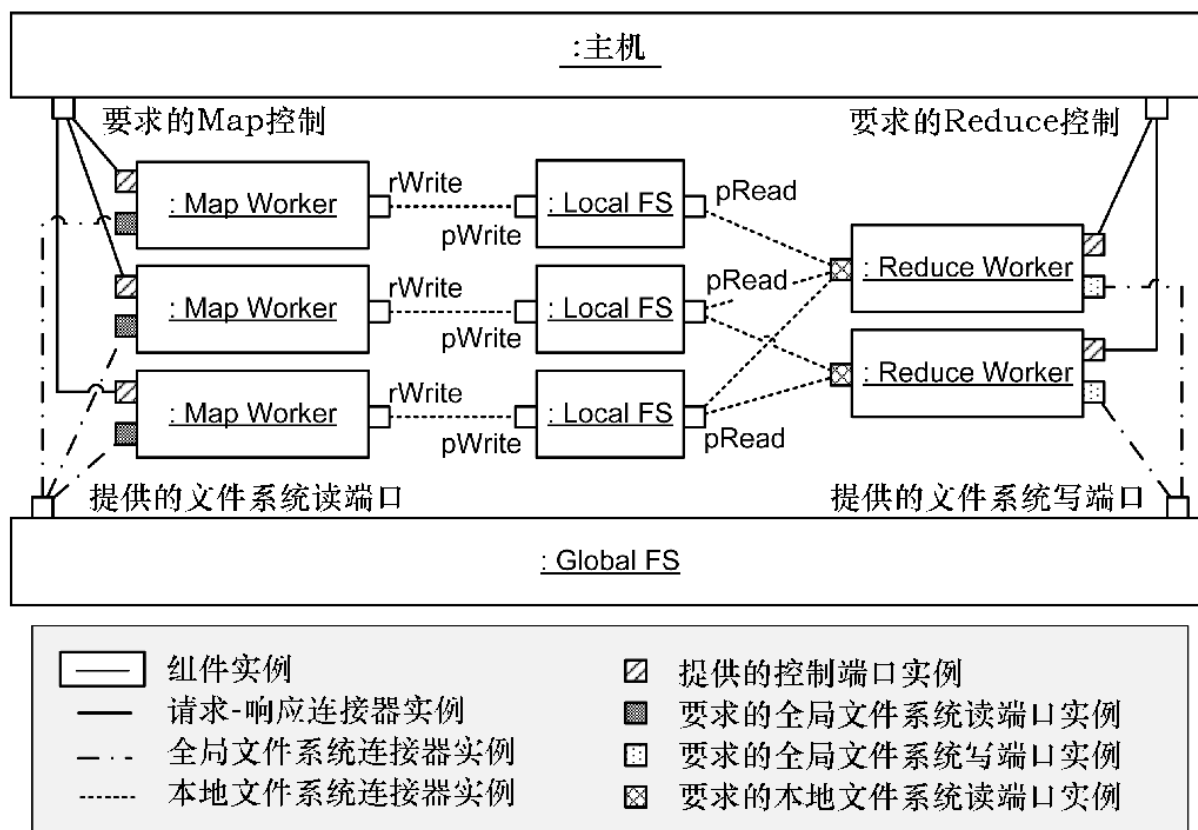 :主机
要求的Map控制
要求的Reduce控制
: Map Worker
rWrite
pWrite
: Local FS
pRead
: Map Worker
rWrite
pWrite
: Local FS
pRead
: Reduce Worker
: Map Worker
rWrite
pWrite
: Local FS
pRead
: Reduce Worker
提供的文件系统读端口
提供的文件系统写端口
: Global FS
组件实例
请求-响应连接器实例
全局文件系统连接器实例
本地文件系统连接器实例
提供的控制端口实例
要求的全局文件系统读端口实例
要求的全局文件系统写端口实例
要求的本地文件系统读端口实例